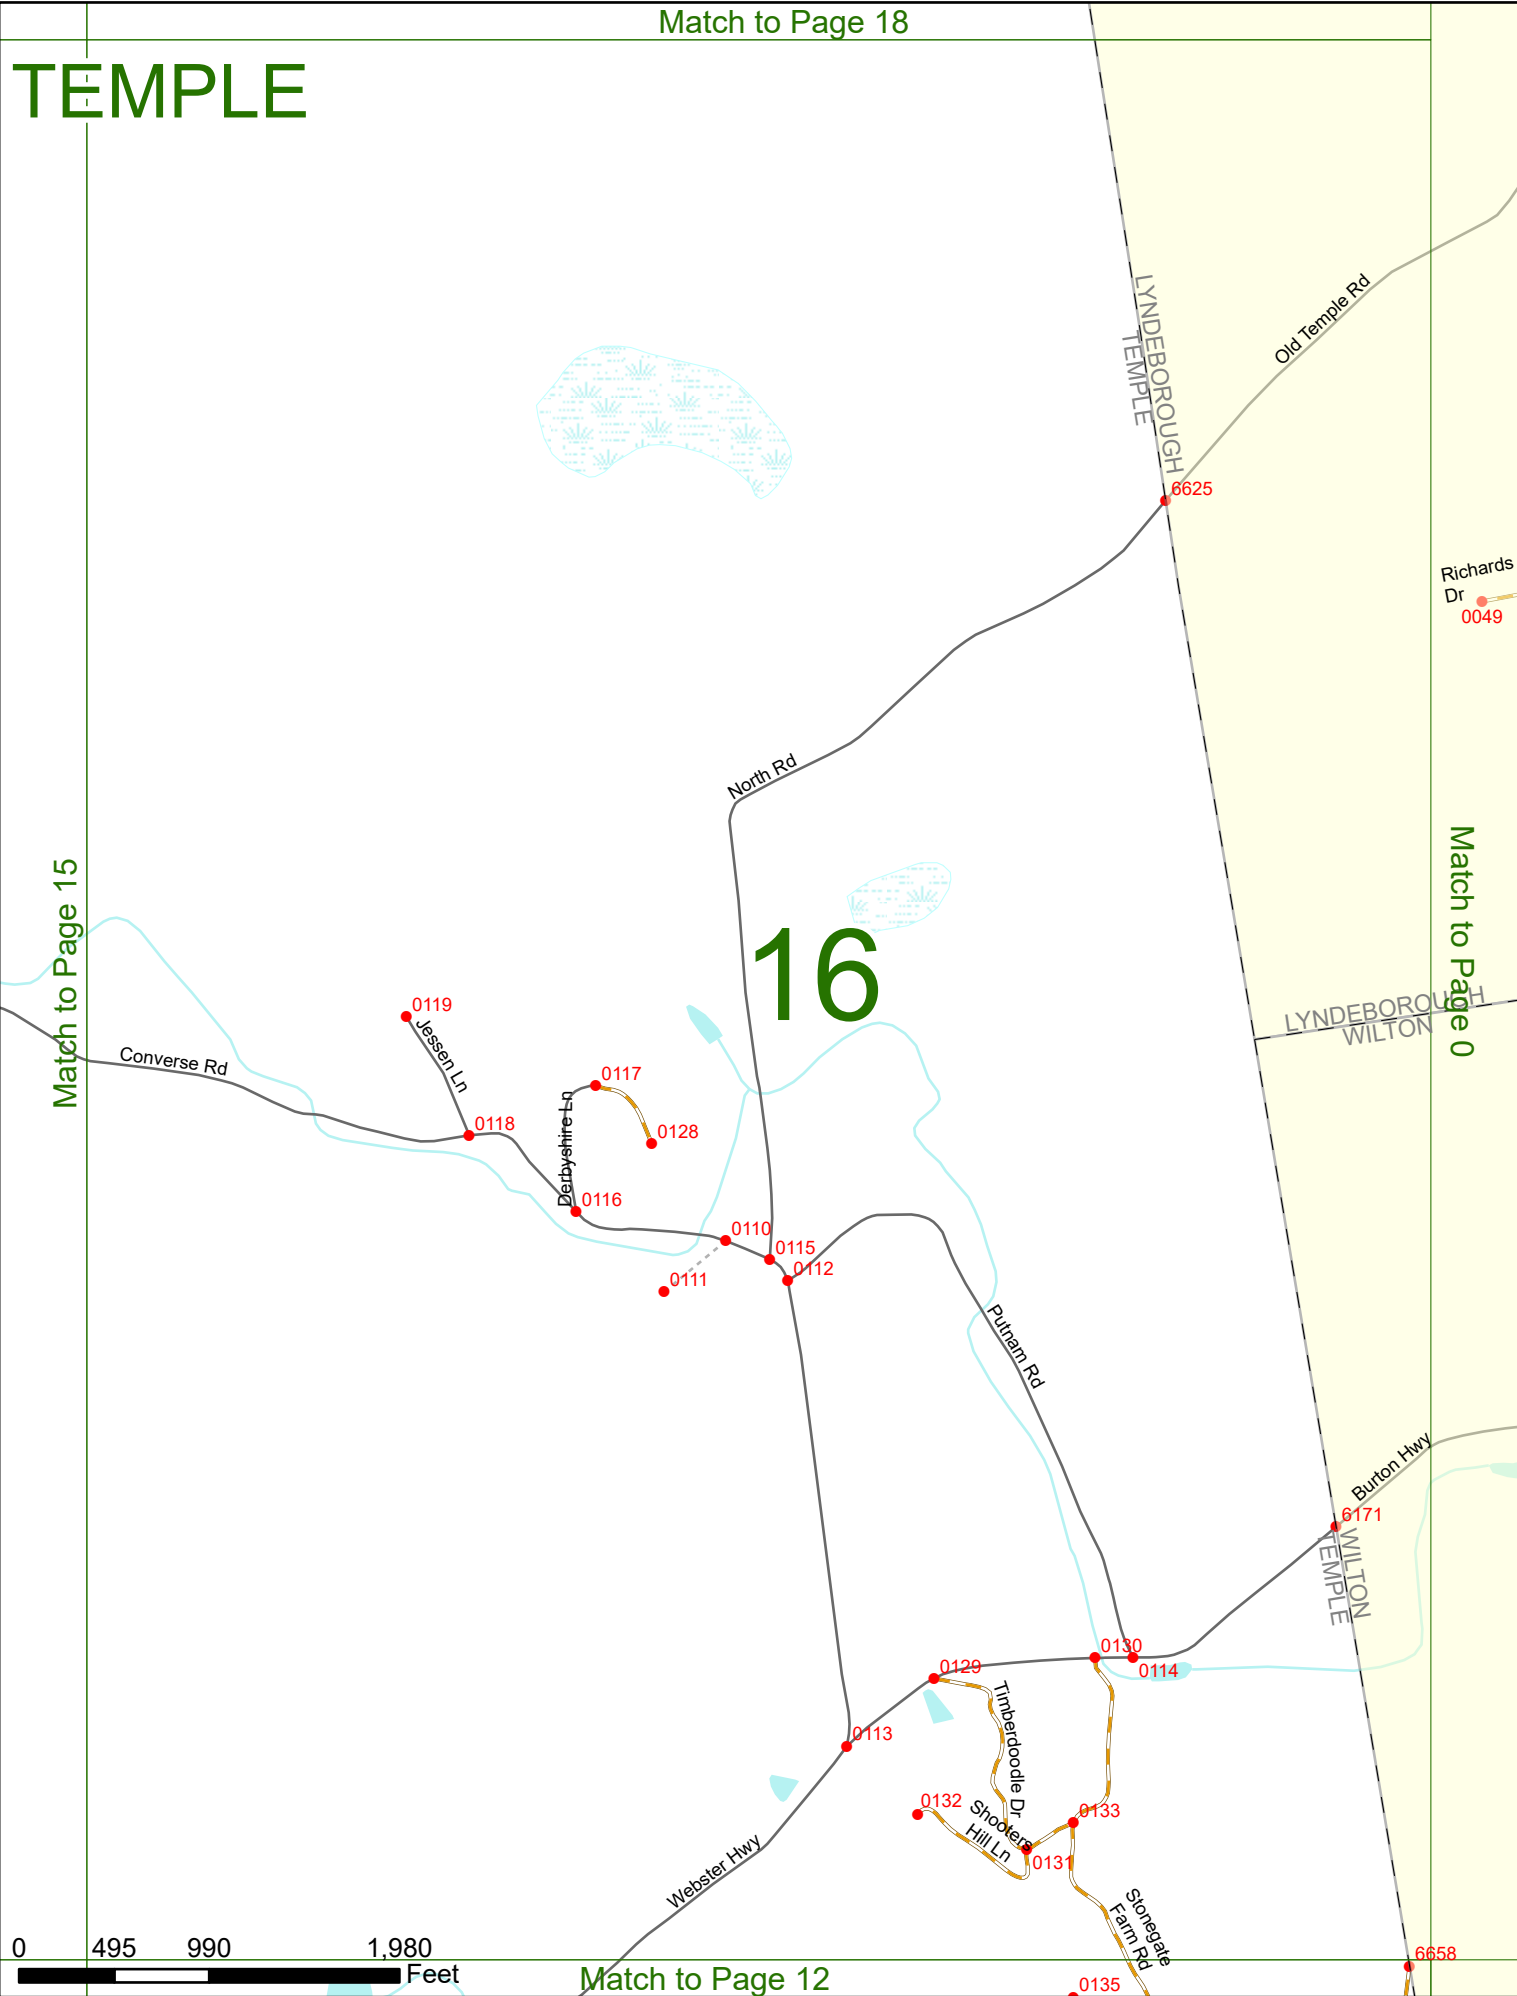 Match to Page 18
TEMPLE
LYNDEBOROUGH
TEMPLE
Old Temple Rd
6625
Richards
Dr
0049
North Rd
Match to Page 15
16
Match to Page 0
LYNDEBOROUGH
WILTON
0119
Jessen Ln
Converse Rd
0117
0118
0128
Derbyshire Ln
0116
0110
0115
0111
0112
Putnam Rd
Burton Hwy
6171
WILTON
TEMPLE
0130
0114
0129
Timberdoodle Dr
0113
0132
Shooters
Hill Ln
0133
0131
Webster Hwy
Stonegate
Farm Rd
0 495 990 1,980
Feet
Match to Page 12
6658
0135